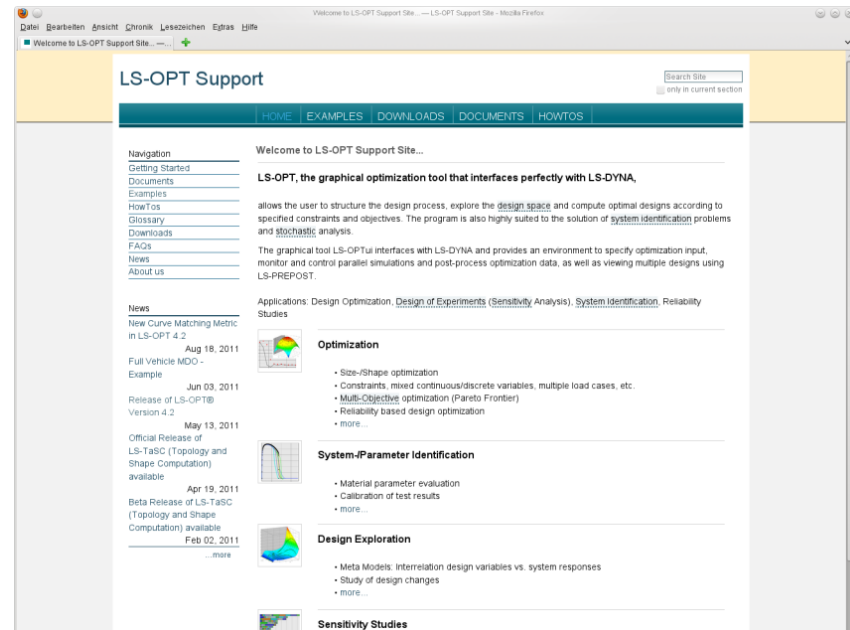 Welcome to LS-OPT Support Site... — LS-OPT Support Site - Mozilla Firefox
Datei Bearbeiten Ansicht Chronik Lesezeichen Extras Hilfe
Welcome to LS-OPT Support Site... —...
LS-OPT Support
Search Site
only in current section
HOME EXAMPLES DOWNLOADS DOCUMENTS HOWTOS
Navigation
Getting Started
Documents
Examples
HowTos
Glossary
Downloads
FAQs
News
About us
News
New Curve Matching Metric
in LS-OPT 4.2
Aug 18, 2011
Full Vehicle MDO -
Example
Jun 03, 2011
Release of LS-OPT®
Version 4.2
May 13, 2011
Official Release of
LS-TaSC (Topology and
Shape Computation)
available
Apr 19, 2011
Beta Release of LS-TaSC
(Topology and Shape
Computation) available
Feb 02, 2011
...more
Welcome to LS-OPT Support Site...
LS-OPT, the graphical optimization tool that interfaces perfectly with LS-DYNA,
allows the user to structure the design process, explore the design space and compute optimal designs according to
specified constraints and objectives. The program is also highly suited to the solution of system identification problems
and stochastic analysis.
The graphical tool LS-OPTui interfaces with LS-DYNA and provides an environment to specify optimization input,
monitor and control parallel simulations and post-process optimization data, as well as viewing multiple designs using
LS-PREPOST.
Applications: Design Optimization, Design of Experiments (Sensitivity Analysis), System Identification, Reliability
Studies
Optimization
• Size-/Shape optimization
• Constraints, mixed continuous/discrete variables, multiple load cases, etc.
• Multi-Objective optimization (Pareto Frontier)
• Reliability based design optimization
• more...
System-/Parameter Identification
• Material parameter evaluation
• Calibration of test results
• more...
Design Exploration
• Meta Models: Interrelation design variables vs. system responses
• Study of design changes
• more...
Sensitivity Studies